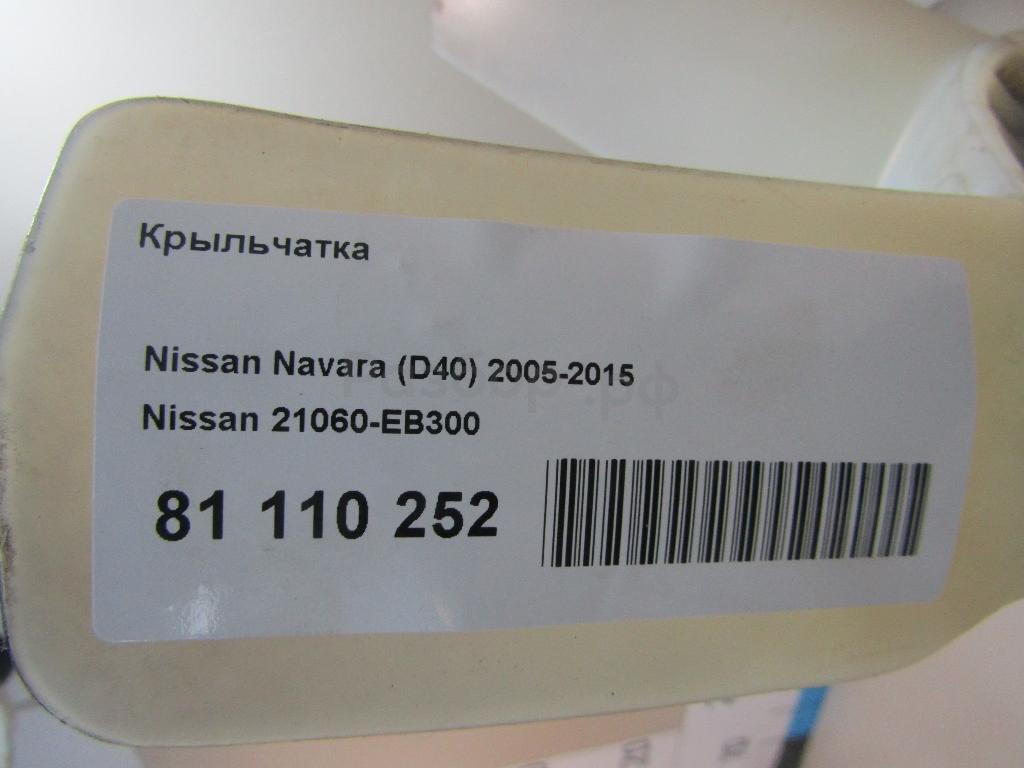 Крыльчатка
Nissan Navara (D40) 2005-2015
Nissan 21060-EB300
81 110 252